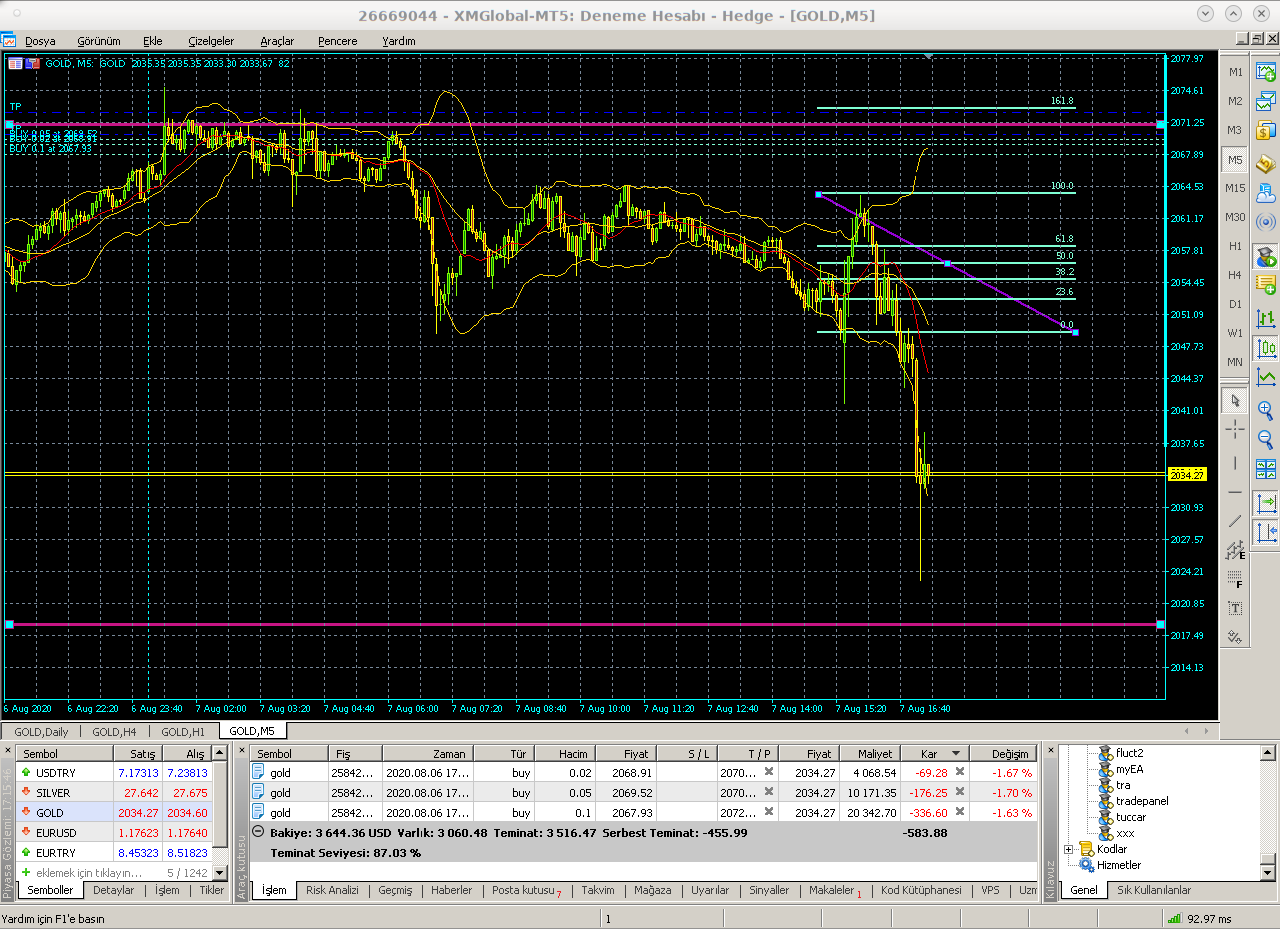 26669044 - XMGlobal-MT5: Deneme Hesabı - Hedge - [GOLD,M5]
Dosya Görünüm Ekle Çizelgeler Araçlar Pencere Yardım
GOLD, M5: GOLD 2035.35 2035.35 2033.30 2033.67 82
TP
BUY 0.05 at 2069.52
BUY 0.02 at 2068.91
BUY 0.1 at 2067.93
161.8
100.0
61.8
50.0
38.2
23.6
0.0
2077.97
2074.61
2071.25
2067.89
2064.53
2061.17
2057.81
2054.45
2051.09
2047.73
2044.37
2041.01
2037.65
2034.27
2030.93
2027.57
2024.21
2020.85
2017.49
2014.13
6 Aug 2020 6 Aug 22:20 6 Aug 23:40 7 Aug 02:00 7 Aug 03:20 7 Aug 04:40 7 Aug 06:00 7 Aug 07:20 7 Aug 08:40 7 Aug 10:00 7 Aug 11:20 7 Aug 12:40 7 Aug 14:00 7 Aug 15:20 7 Aug 16:40
M1
M2
M3
M5
M15
M30
H1
H4
D1
W1
MN
E
F
T
GOLD,Daily GOLD,H4 GOLD,H1 GOLD,M5
Piyasa Gözlemi: 17:15:46
Sembol Satış Alış
USDTRY 7.17313 7.23813
SILVER 27.642 27.675
GOLD 2034.27 2034.60
EURUSD 1.17623 1.17640
EURTRY 8.45323 8.51823
+ eklemek için tıklayın... 5 / 1242
Semboller Detaylar İşlem Tikler
Araç kutusu
Sembol Fiş Zaman Tür Hacim Fiyat S / L T / P Fiyat Maliyet Kar Değişim
gold 25842... 2020.08.06 17... buy 0.02 2068.91 2070... 2034.27 4 068.54 -69.28 -1.67 %
gold 25842... 2020.08.06 17... buy 0.05 2069.52 2070... 2034.27 10 171.35 -176.25 -1.70 %
gold 25842... 2020.08.06 17... buy 0.1 2067.93 2072... 2034.27 20 342.70 -336.60 -1.63 %
Bakiye: 3 644.36 USD Varlık: 3 060.48 Teminat: 3 516.47 Serbest Teminat: -455.99 -583.88
Teminat Seviyesi: 87.03 %
İşlem Risk Analizi Geçmiş Haberler Posta kutusu 7 Takvim Mağaza Uyarılar Sinyaller Makaleler 1 Kod Kütüphanesi VPS Uzm
Kılavuz
fluct2
myEA
tra
tradepanel
tuccar
xxx
Kodlar
Hizmetler
Genel Sık Kullanılanlar
Yardım için F1'e basın 1 92.97 ms